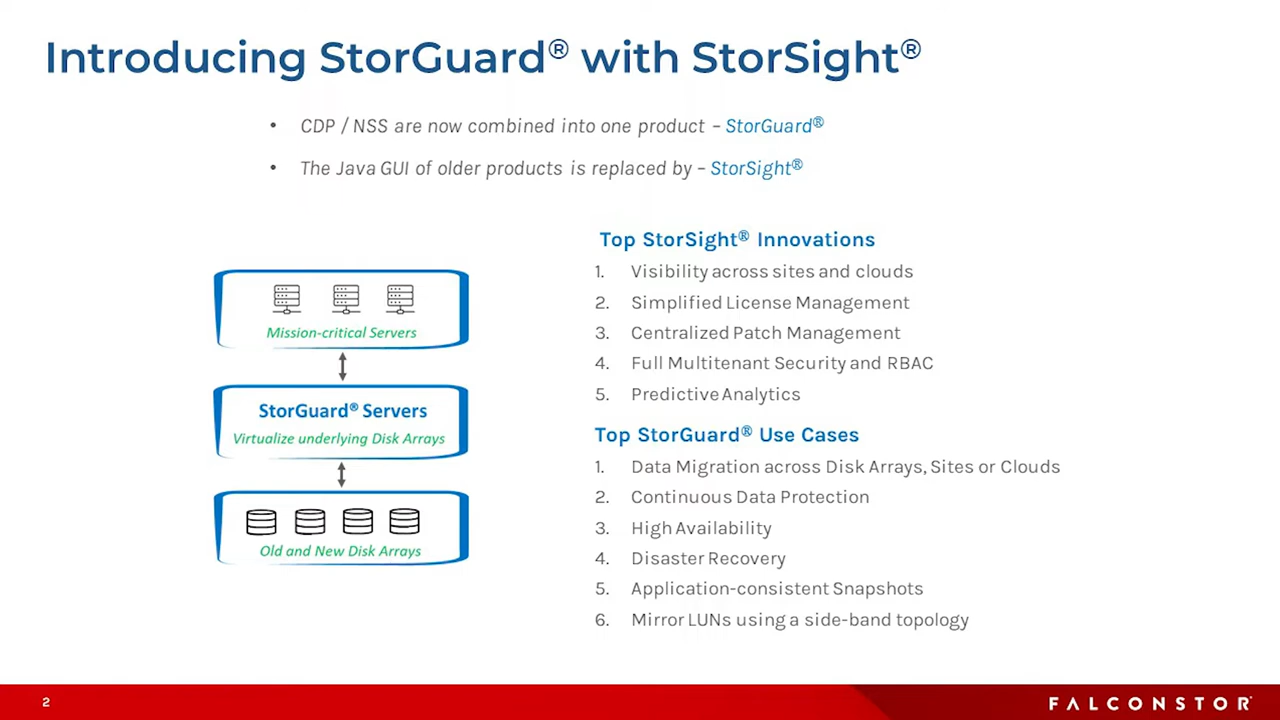 Introducing StorGuard® with StorSight®
• CDP / NSS are now combined into one product – StorGuard®
• The Java GUI of older products is replaced by – StorSight®
Mission-critical Servers
StorGuard® Servers
Virtualize underlying Disk Arrays
Old and New Disk Arrays
Top StorSight® Innovations
1. Visibility across sites and clouds
2. Simplified License Management
3. Centralized Patch Management
4. Full Multitenant Security and RBAC
5. Predictive Analytics
Top StorGuard® Use Cases
1. Data Migration across Disk Arrays, Sites or Clouds
2. Continuous Data Protection
3. High Availability
4. Disaster Recovery
5. Application-consistent Snapshots
6. Mirror LUNs using a side-band topology
2
FALCONSTOR